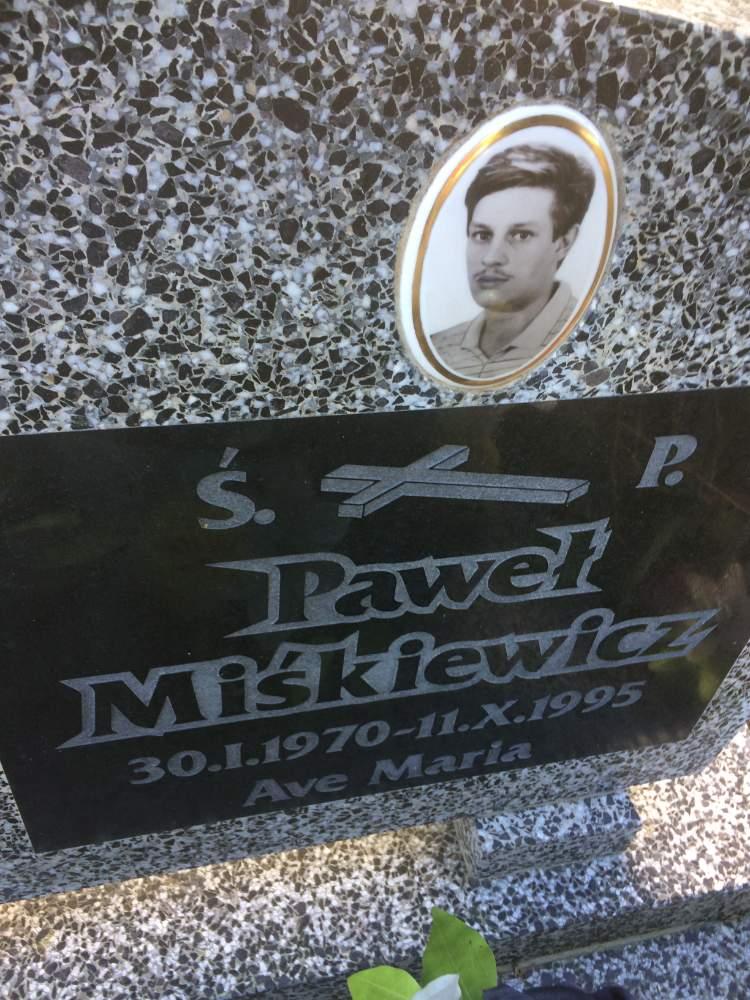 Ś. P.
Paweł
Miśkiewicz
30.I.1970-11.X.1995
Ave Maria